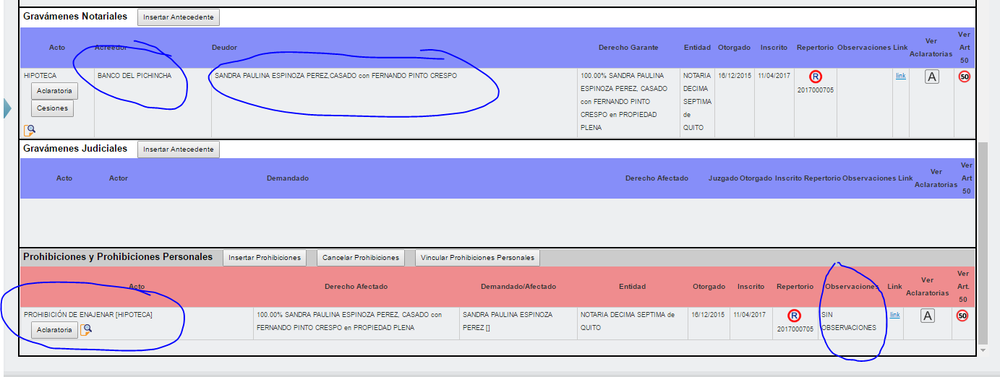 Gravámenes Notariales Insertar Antecedente
Ver
Ver Art
Acto Acreedor Deudor Derecho Garante Entidad Otorgado Inscrito Repertorio Observaciones Link Aclaratorias 50
HIPOTECA BANCO DEL PICHINCHA SANDRA PAULINA ESPINOZA PEREZ,CASADO con FERNANDO PINTO CRESPO 100.00% SANDRA PAULINA NOTARIA 16/12/2015 11/04/2017 R link A 50
Aclaratoria ESPINOZA PEREZ, CASADO DECIMA 2017000705
Cesiones con FERNANDO PINTO SEPTIMA
CRESPO en PROPIEDAD de
PLENA QUITO
Gravámenes Judiciales Insertar Antecedente
Ver
Ver Art
Acto Actor Demandado Derecho Afectado Juzgado Otorgado Inscrito Repertorio Observaciones Link Aclaratorias 50
Prohibiciones y Prohibiciones Personales Insertar Prohibiciones Cancelar Prohibiciones Vincular Prohibiciones Personales
Ver
Ver Art.
Acto Derecho Afectado Demandado/Afectado Entidad Otorgado Inscrito Repertorio Observaciones Link Aclaratorias 50
PROHIBICIÓN DE ENAJENAR [HIPOTECA] 100.00% SANDRA PAULINA ESPINOZA PEREZ, CASADO con SANDRA PAULINA ESPINOZA NOTARIA DECIMA SEPTIMA de 16/12/2015 11/04/2017 R SIN link A 50
Aclaratoria FERNANDO PINTO CRESPO en PROPIEDAD PLENA PEREZ [] QUITO 2017000705 OBSERVACIONES